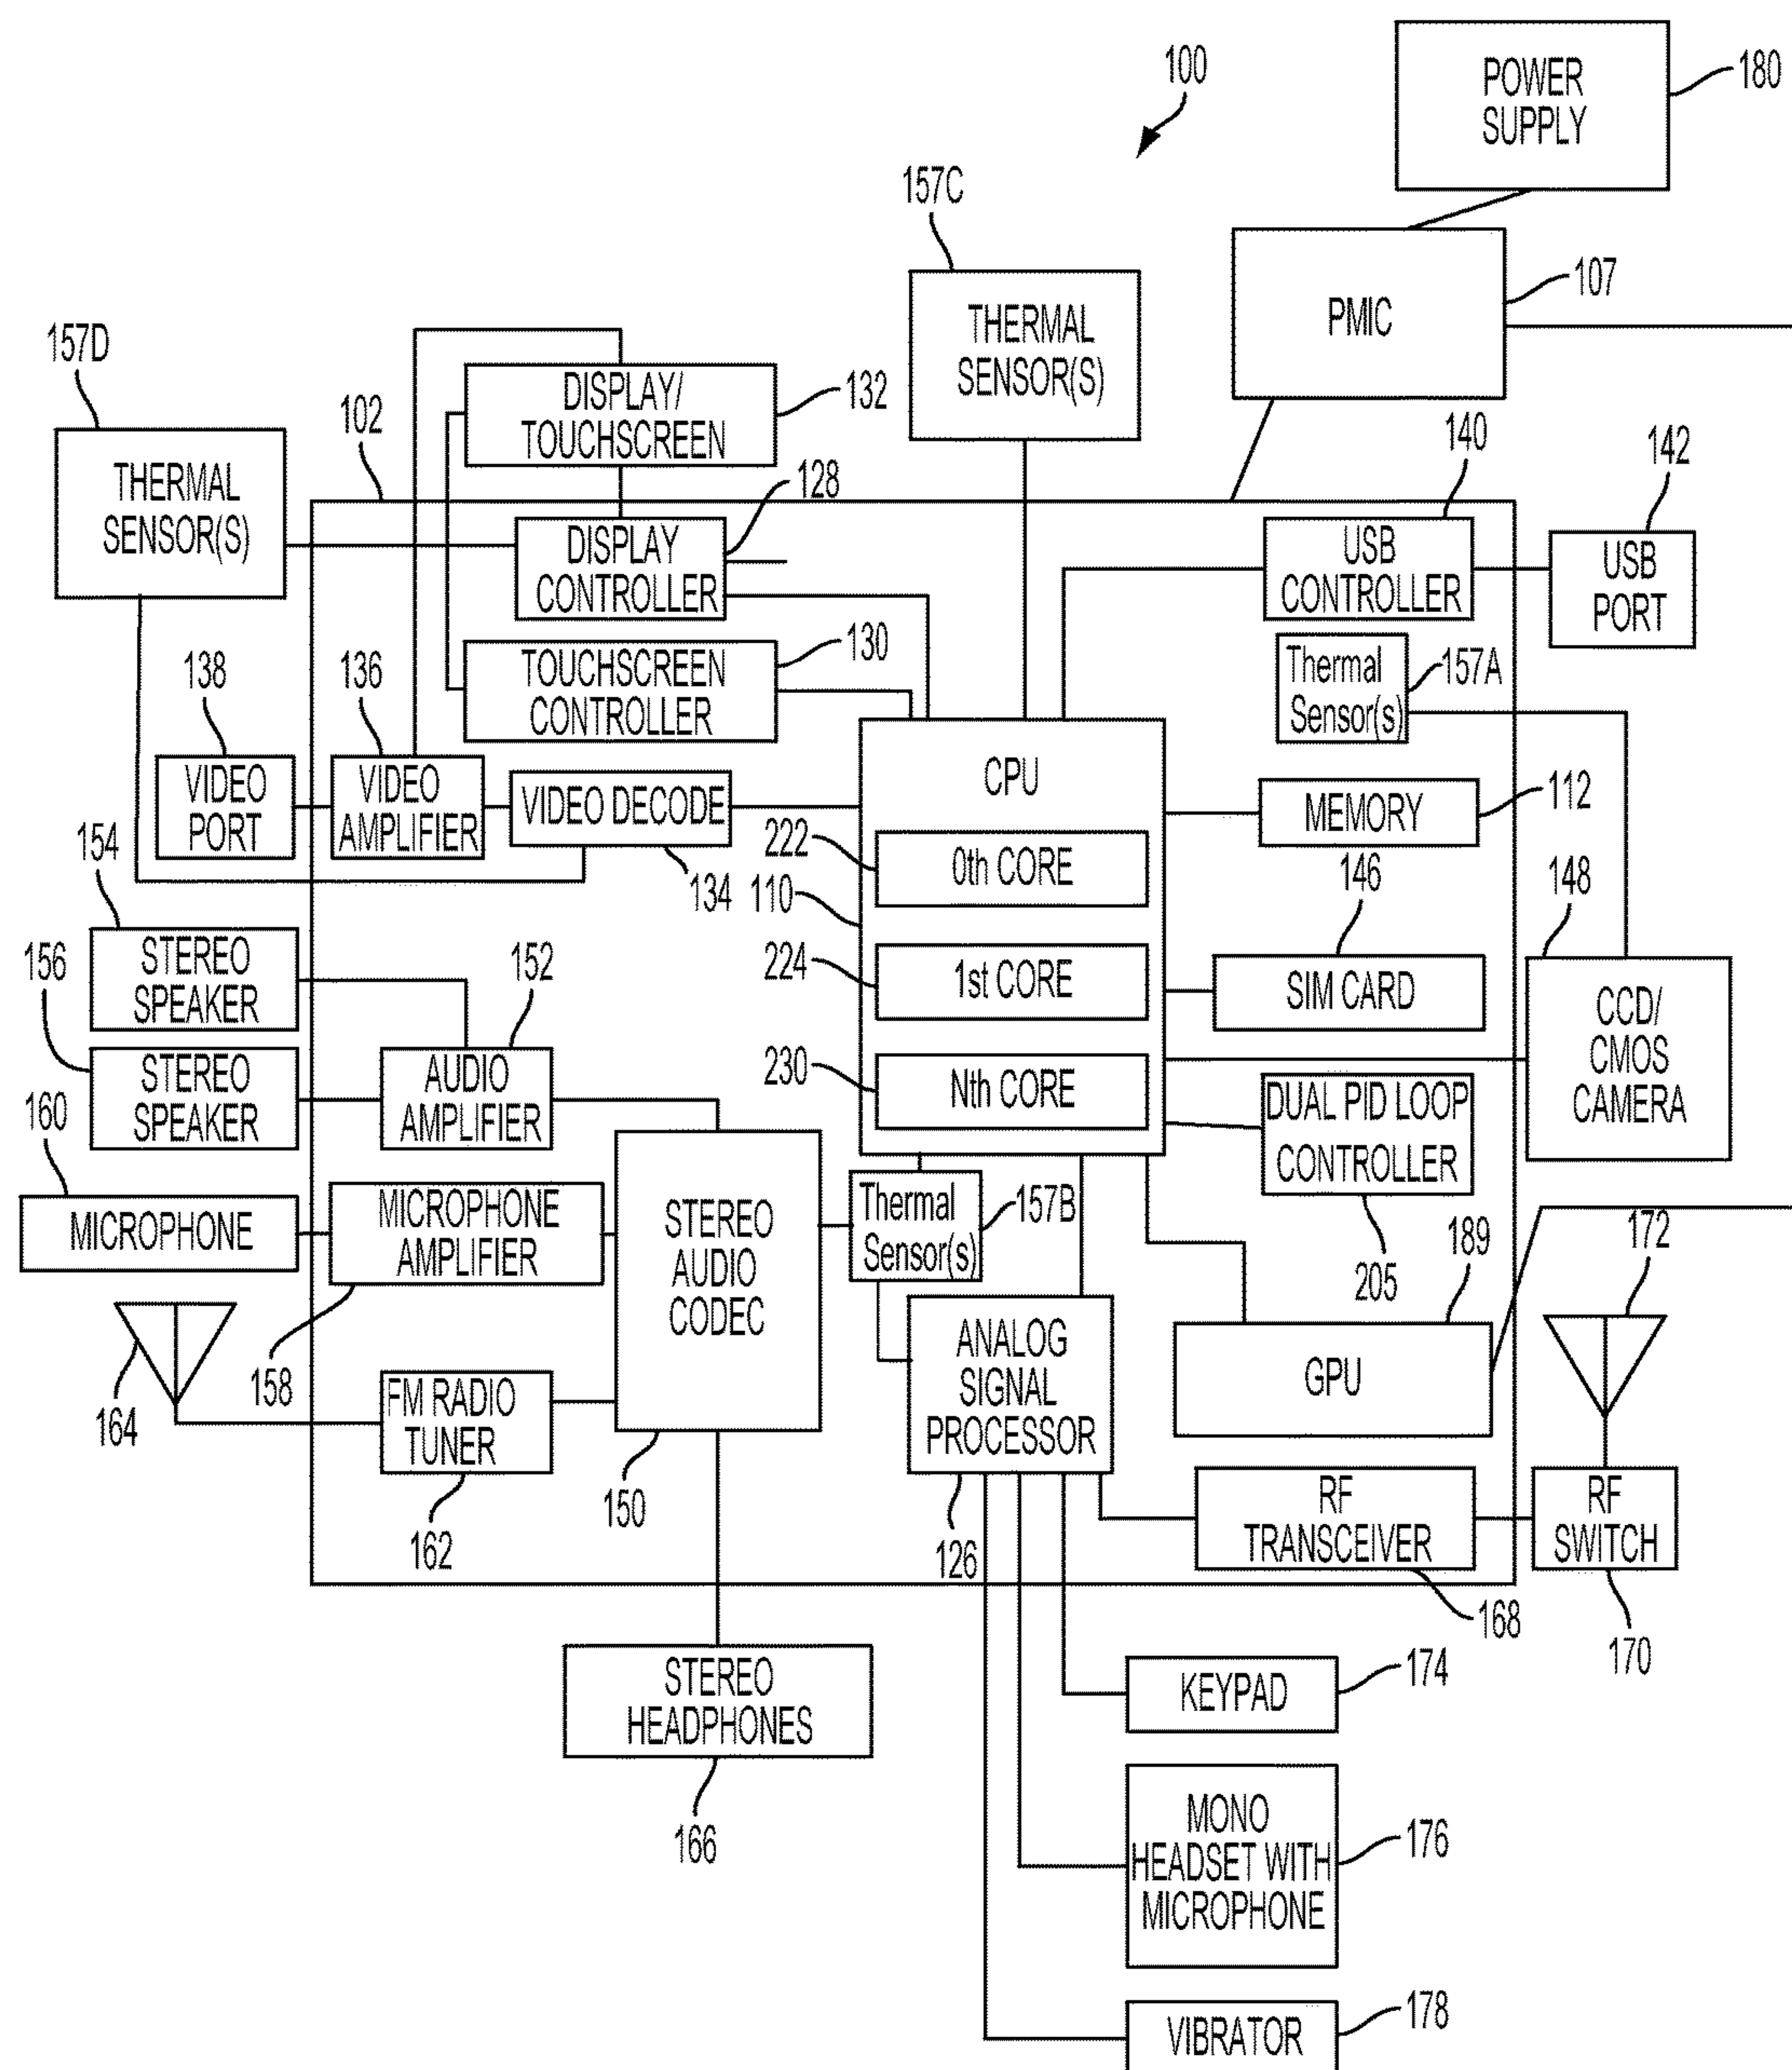 100
POWER
SUPPLY
180
157C
THERMAL
SENSOR(S)
PMIC
107
157D
THERMAL
SENSOR(S)
102
DISPLAY/
TOUCHSCREEN
132
128
DISPLAY
CONTROLLER
140
USB
CONTROLLER
142
USB
PORT
TOUCHSCREEN
CONTROLLER
130
Thermal
Sensor(s)
157A
138
VIDEO
PORT
136
VIDEO
AMPLIFIER
VIDEO DECODE
134
CPU
222
0th CORE
110
224
1st CORE
230
Nth CORE
MEMORY
112
146
SIM CARD
148
CCD/
CMOS
CAMERA
154
STEREO
SPEAKER
156
STEREO
SPEAKER
152
AUDIO
AMPLIFIER
160
MICROPHONE
MICROPHONE
AMPLIFIER
158
STEREO
AUDIO
CODEC
150
Thermal
Sensor(s)
157B
DUAL PID LOOP
CONTROLLER
205
189
GPU
172
164
FM RADIO
TUNER
162
ANALOG
SIGNAL
PROCESSOR
126
RF
TRANSCEIVER
168
RF
SWITCH
170
STEREO
HEADPHONES
166
KEYPAD
174
MONO
HEADSET WITH
MICROPHONE
176
VIBRATOR
178